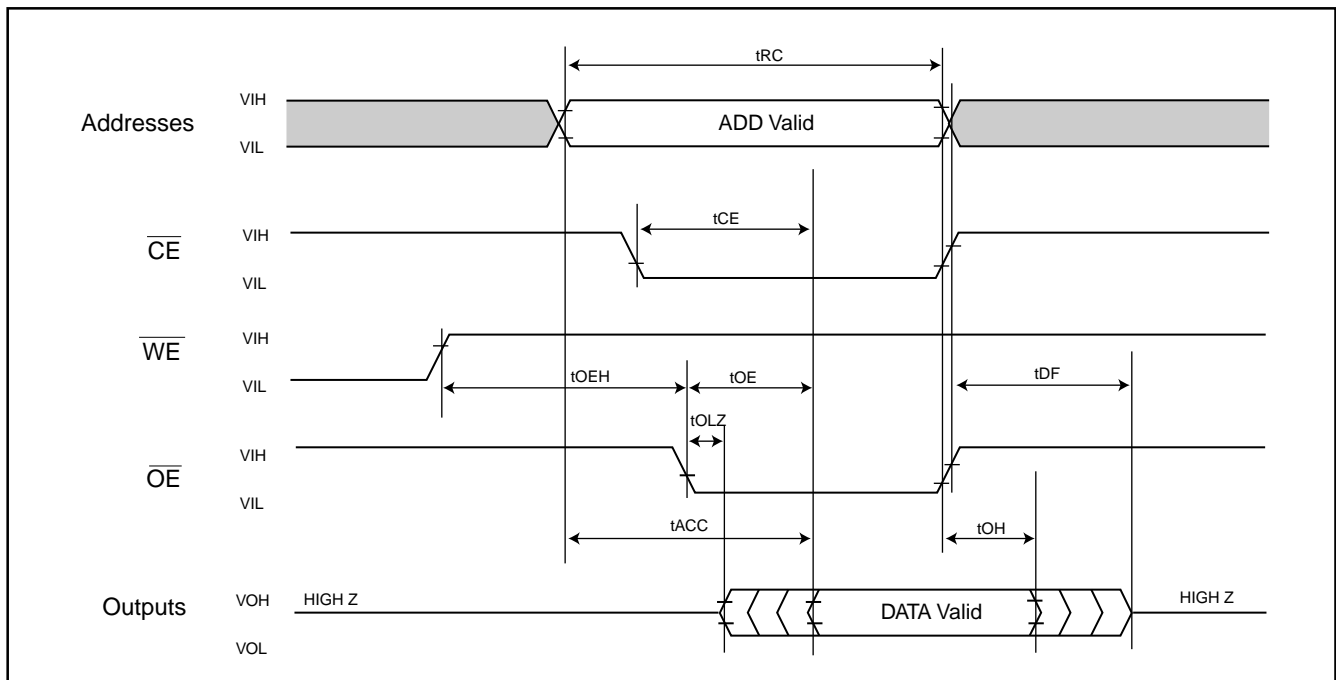 tRC
VIH
Addresses
ADD Valid
VIL
tCE
VIH
CE
VIL
VIH
WE
VIL
tOEH
tOE
tDF
tOLZ
VIH
OE
VIL
tACC
tOH
VOH
HIGH Z
HIGH Z
Outputs
DATA Valid
VOL